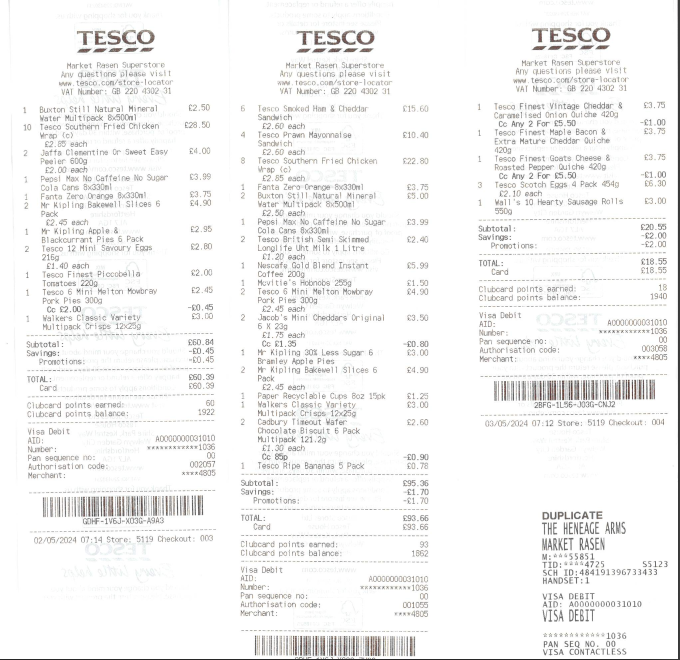 TESCO
Market Rasen Superstore
Any questions please visit
www.tesco.com/store-locator
VAT Number: GB 220 4302 31
1 Buxton Still Natural Mineral £2.50
Water Multipack 8x500ml
10 Tesco Southern Fried Chicken £28.50
Wrap (c)
£2.85 each
2 Jaffa Clementine Or Sweet Easy £4.00
Peeler 600g
£2.00 each
1 Pepsi Max No Caffeine No Sugar £3.99
Cola Cans 8x330ml
1 Fanta Zero Orange 8x330ml £3.75
2 Mr Kipling Bakewell Slices 6 £4.90
Pack
£2.45 each
1 Mr Kipling Apple & £2.95
Blackcurrant Pies 6 Pack
2 Tesco 12 Mini Savoury Eggs £2.80
216g
£1.40 each
1 Tesco Finest Piccobella £2.00
Tomatoes 220g
1 Tesco 6 Mini Melton Mowbray £2.45
Pork Pies 300g
Cc £2.00 -£0.45
1 Walkers Classic Variety £3.00
Multipack Crisps 12x25g
Subtotal: £60.84
Savings: -£0.45
Promotions: -£0.45
TOTAL: £60.39
Card £60.39
Clubcard points earned: 60
Clubcard points balance: 1922
Visa Debit
AID: A0000000031010
Number: ************1036
Pan sequence no: 00
Authorisation code: 002057
Merchant: ****4805
GDHF-1V6J-XO3G-A9A3
02/05/2024 07:14 Store: 5119 Checkout: 003
TESCO
Market Rasen Superstore
Any questions please visit
www.tesco.com/store-locator
VAT Number: GB 220 4302 31
6 Tesco Smoked Ham & Cheddar £15.60
Sandwich
£2.60 each
4 Tesco Prawn Mayonnaise £10.40
Sandwich
£2.60 each
8 Tesco Southern Fried Chicken £22.80
Wrap (c)
£2.85 each
1 Fanta Zero Orange 8x330ml £3.75
2 Buxton Still Natural Mineral £5.00
Water Multipack 8x500ml
£2.50 each
1 Pepsi Max No Caffeine No Sugar £3.99
Cola Cans 8x330ml
2 Tesco British Semi Skimmed £2.40
Longlife Uht Milk 1 Litre
£1.20 each
1 Nescafe Gold Blend Instant £5.99
Coffee 200g
1 Mcvitie's Hobnobs 255g £1.50
2 Tesco 6 Mini Melton Mowbray £4.90
Pork Pies 300g
£2.45 each
2 Jacob's Mini Cheddars Original £3.50
6 X 23g
£1.75 each
Cc £1.35 -£0.80
1 Mr Kipling 30% Less Sugar 6 £3.00
Bramley Apple Pies
2 Mr Kipling Bakewell Slices 6 £4.90
Pack
£2.45 each
1 Paper Recyclable Cups 8oz 15pk £1.25
1 Walkers Classic Variety £3.00
Multipack Crisps 12x25g
2 Cadbury Timeout Wafer £2.60
Chocolate Biscuit 6 Pack
Multipack 121.2g
£1.30 each
Cc 85p -£0.90
1 Tesco Ripe Bananas 5 Pack £0.78
Subtotal: £95.36
Savings: -£1.70
Promotions: -£1.70
TOTAL: £93.66
Card £93.66
Clubcard points earned: 93
Clubcard points balance: 1862
Visa Debit
AID: A0000000031010
Number: ************1036
Pan sequence no: 00
Authorisation code: 001055
Merchant: ****4805
TESCO
Market Rasen Superstore
Any questions please visit
www.tesco.com/store-locator
VAT Number: GB 220 4302 31
1 Tesco Finest Vintage Cheddar & £3.75
Caramelised Onion Quiche 420g
Cc Any 2 For £5.50 -£1.00
1 Tesco Finest Maple Bacon & £3.75
Extra Mature Cheddar Quiche
420g
1 Tesco Finest Goats Cheese & £3.75
Roasted Pepper Quiche 420g
Cc Any 2 For £5.50 -£1.00
3 Tesco Scotch Eggs 4 Pack 454g £6.30
£2.10 each
1 Wall's 10 Hearty Sausage Rolls £3.00
550g
Subtotal: £20.55
Savings: -£2.00
Promotions: -£2.00
TOTAL: £18.55
Card £18.55
Clubcard points earned: 18
Clubcard points balance: 1940
Visa Debit
AID: A0000000031010
Number: ************1036
Pan sequence no: 00
Authorisation code: 003058
Merchant: ****4805
2BFG-1L56-J03G-CNJ2
03/05/2024 07:12 Store: 5119 Checkout: 004
DUPLICATE
THE HENEAGE ARMS
MARKET RASEN
M:***55851
TID:****4725 S5123
SCH ID:484191396733433
HANDSET:1
VISA DEBIT
AID: A0000000031010
VISA DEBIT
************1036
PAN SEQ NO. 00
VISA CONTACTLESS